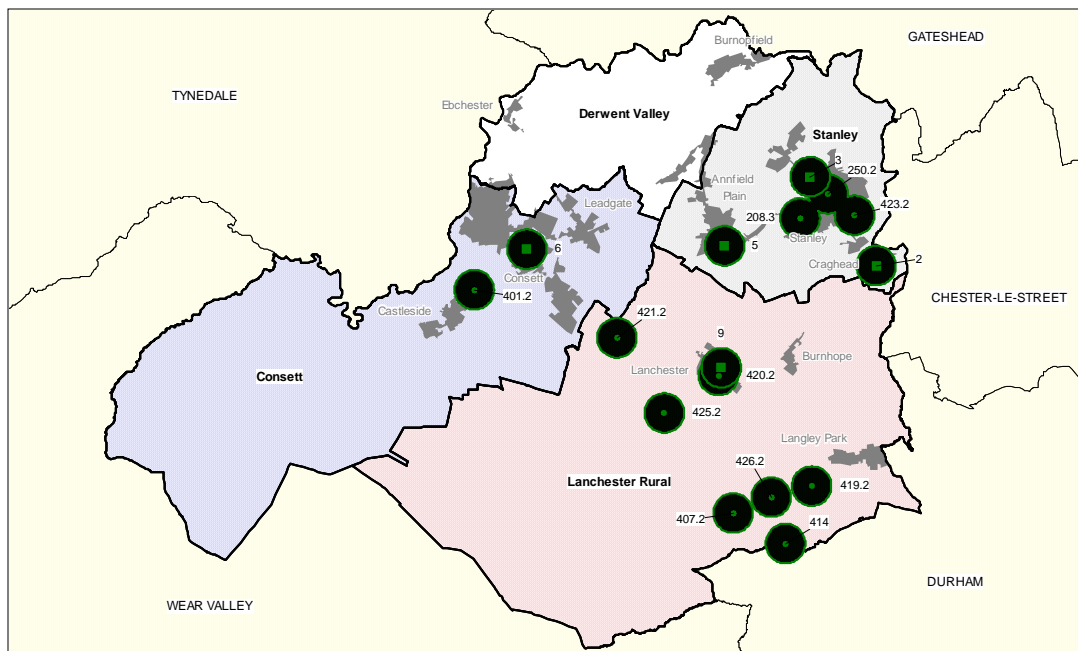 GATESHEAD
Burnopfield
TYNEDALE
Ebchester
Derwent Valley
Stanley
3
250.2
Annfield
Plain
Leadgate
423.2
208.3
Stanley
5
6
Craghead
2
Consett
401.2
CHESTER-LE-STREET
Castleside
421.2
9
Burnhope
Lanchester
420.2
Consett
425.2
Langley Park
426.2
Lanchester Rural
419.2
407.2
414
DURHAM
WEAR VALLEY